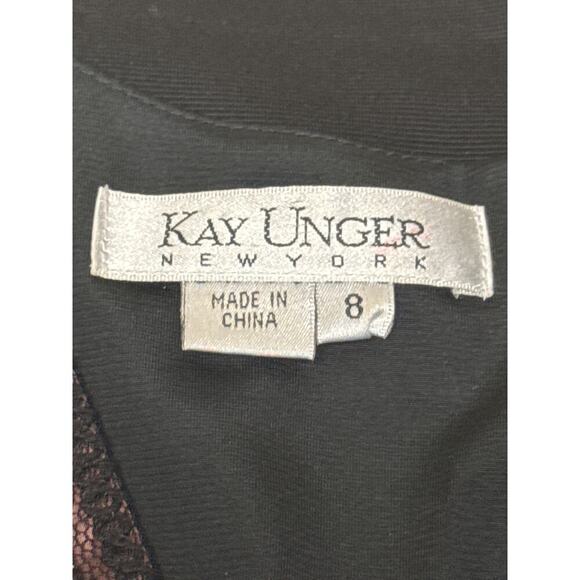 KAY UNGER
NEW YORK
MADE IN
CHINA
8